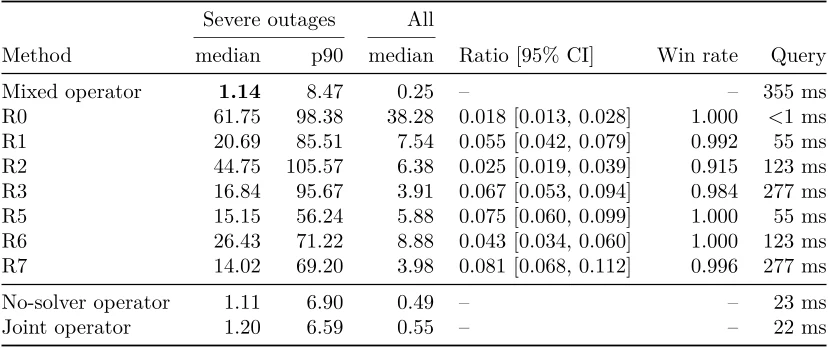 Severe outages All
Method median p90 median Ratio [95% CI] Win rate Query
Mixed operator 1.14 8.47 0.25 – – 355 ms
R0 61.75 98.38 38.28 0.018 [0.013, 0.028] 1.000 <1 ms
R1 20.69 85.51 7.54 0.055 [0.042, 0.079] 0.992 55 ms
R2 44.75 105.57 6.38 0.025 [0.019, 0.039] 0.915 123 ms
R3 16.84 95.67 3.91 0.067 [0.053, 0.094] 0.984 277 ms
R5 15.15 56.24 5.88 0.075 [0.060, 0.099] 1.000 55 ms
R6 26.43 71.22 8.88 0.043 [0.034, 0.060] 1.000 123 ms
R7 14.02 69.20 3.98 0.081 [0.068, 0.112] 0.996 277 ms
No-solver operator 1.11 6.90 0.49 – – 23 ms
Joint operator 1.20 6.59 0.55 – – 22 ms